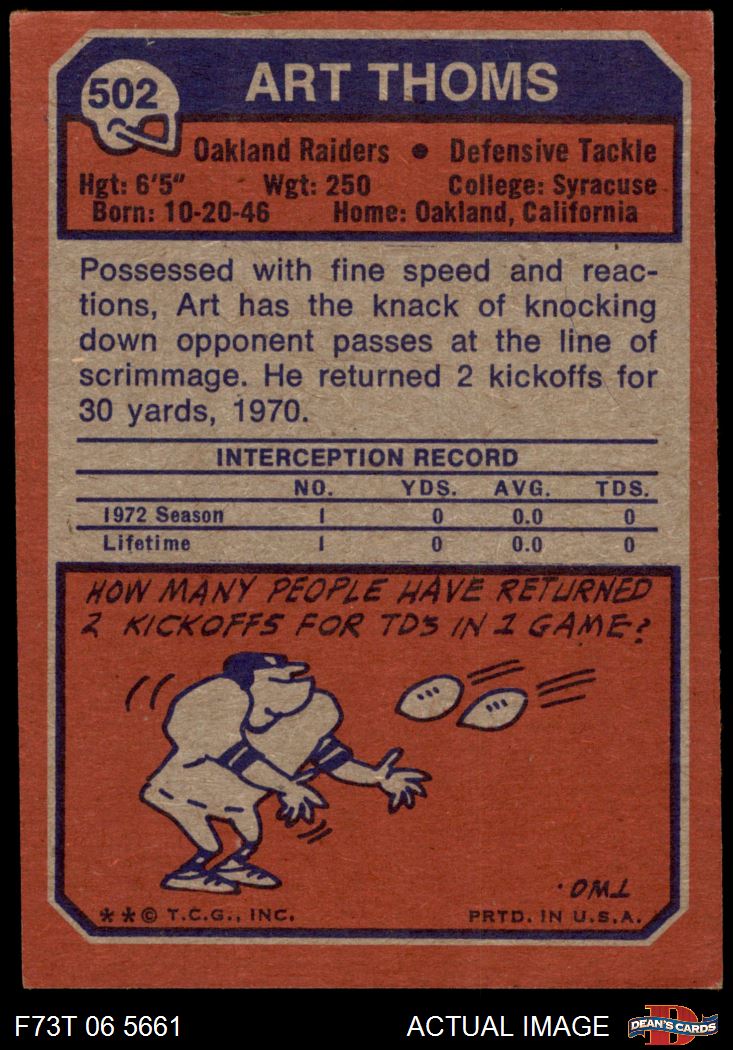 502
ART THOMS
Oakland Raiders • Defensive Tackle
Hgt: 6'5" Wgt: 250 College: Syracuse
Born: 10-20-46 Home: Oakland, California
Possessed with fine speed and reac-
tions, Art has the knack of knocking
down opponent passes at the line of
scrimmage. He returned 2 kickoffs for
30 yards, 1970.
INTERCEPTION RECORD
NO. YDS. AVG. TDS.
1972 Season 1 0 0.0 0
Lifetime 1 0 0.0 0
HOW MANY PEOPLE HAVE RETURNED
2 KICKOFFS FOR TD'S IN 1 GAME?
TWO.
**© T.C.G., INC. PRTD. IN U.S.A.
F73T 06 5661 ACTUAL IMAGE D DEAN'S CARDS